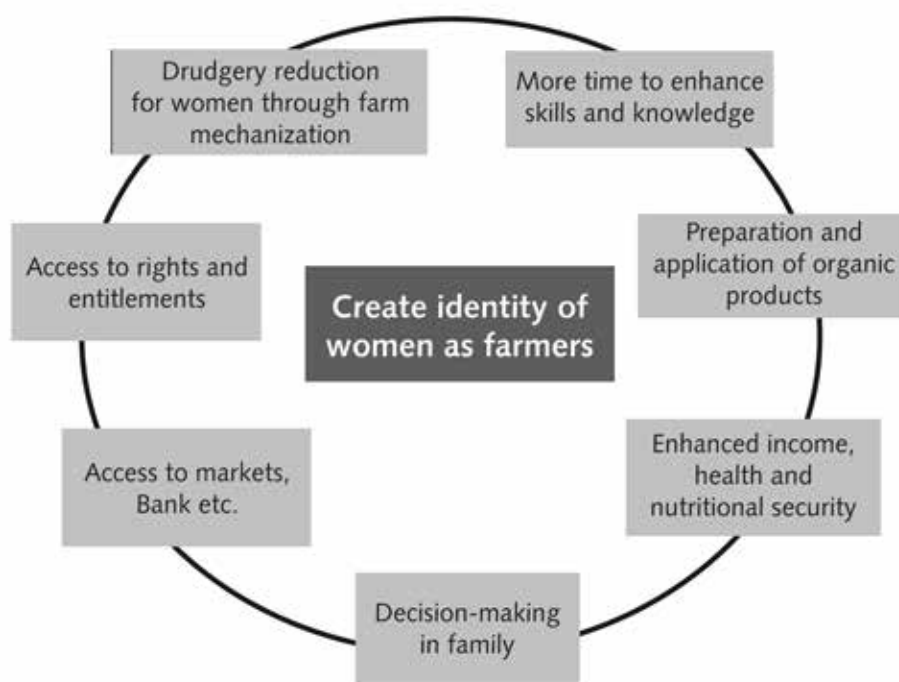 Drudgery reduction
for women through farm
mechanization
More time to enhance
skills and knowledge
Access to rights and
entitlements
Preparation and
application of organic
products
Create identity of
women as farmers
Access to markets,
Bank etc.
Enhanced income,
health and
nutritional security
Decision-making
in family